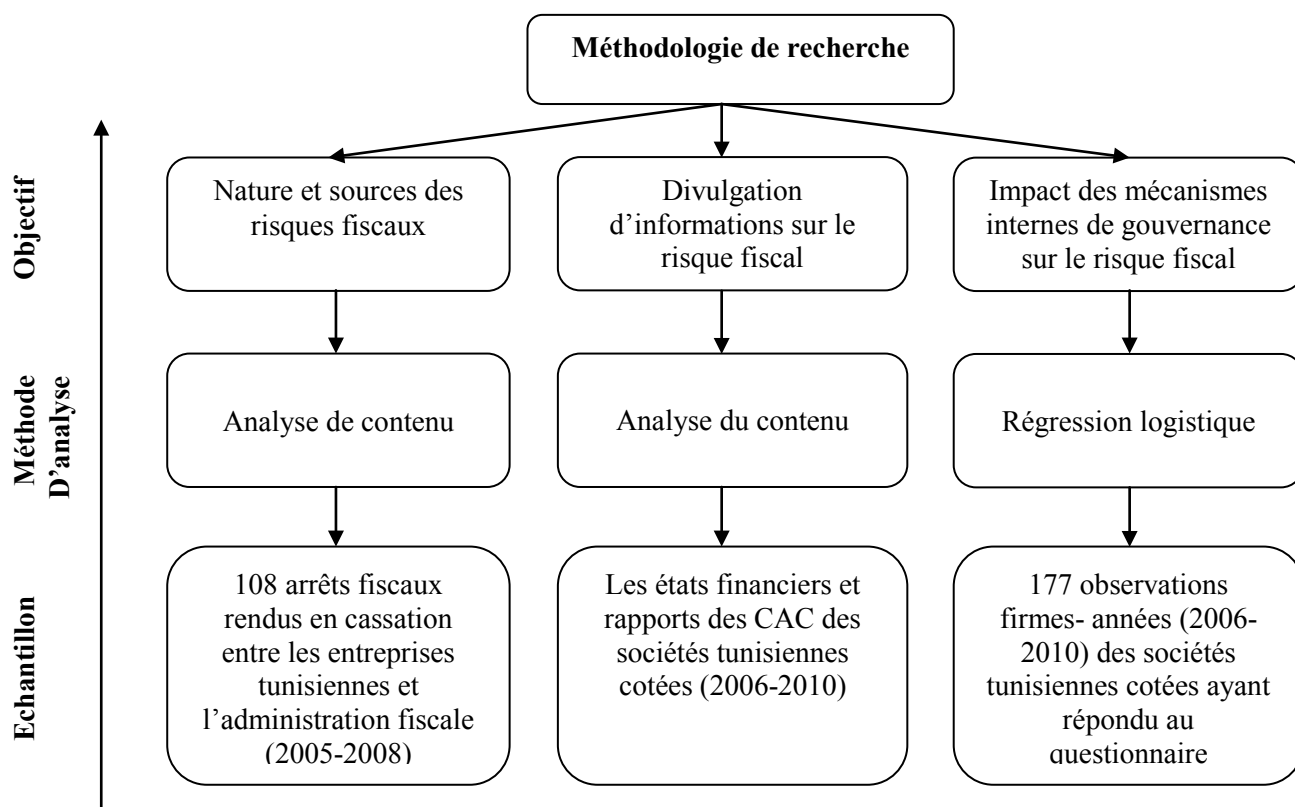 Méthodologie de recherche
Objectif
Nature et sources des
risques fiscaux
Divulgation
d’informations sur le
risque fiscal
Impact des mécanismes
internes de gouvernance
sur le risque fiscal
Méthode
D’analyse
Analyse de contenu
Analyse du contenu
Régression logistique
Echantillon
108 arrêts fiscaux
rendus en cassation
entre les entreprises
tunisiennes et
l’administration fiscale
(2005-2008)
Les états financiers et
rapports des CAC des
sociétés tunisiennes
cotées (2006-2010)
177 observations
firmes- années (2006-
2010) des sociétés
tunisiennes cotées ayant
répondu au
questionnaire